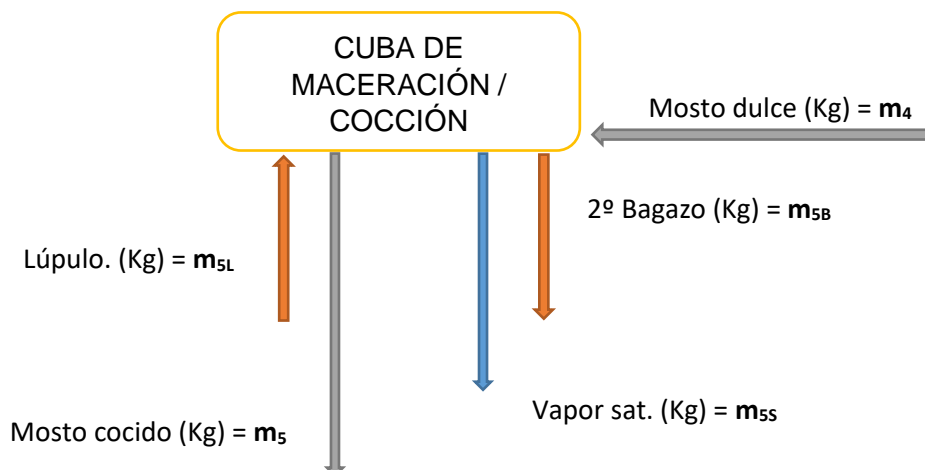 CUBA DE
MACERACIÓN /
COCCIÓN
Mosto dulce (Kg) = m4
2º Bagazo (Kg) = m5B
Lúpulo. (Kg) = m5L
Vapor sat. (Kg) = m5S
Mosto cocido (Kg) = m5